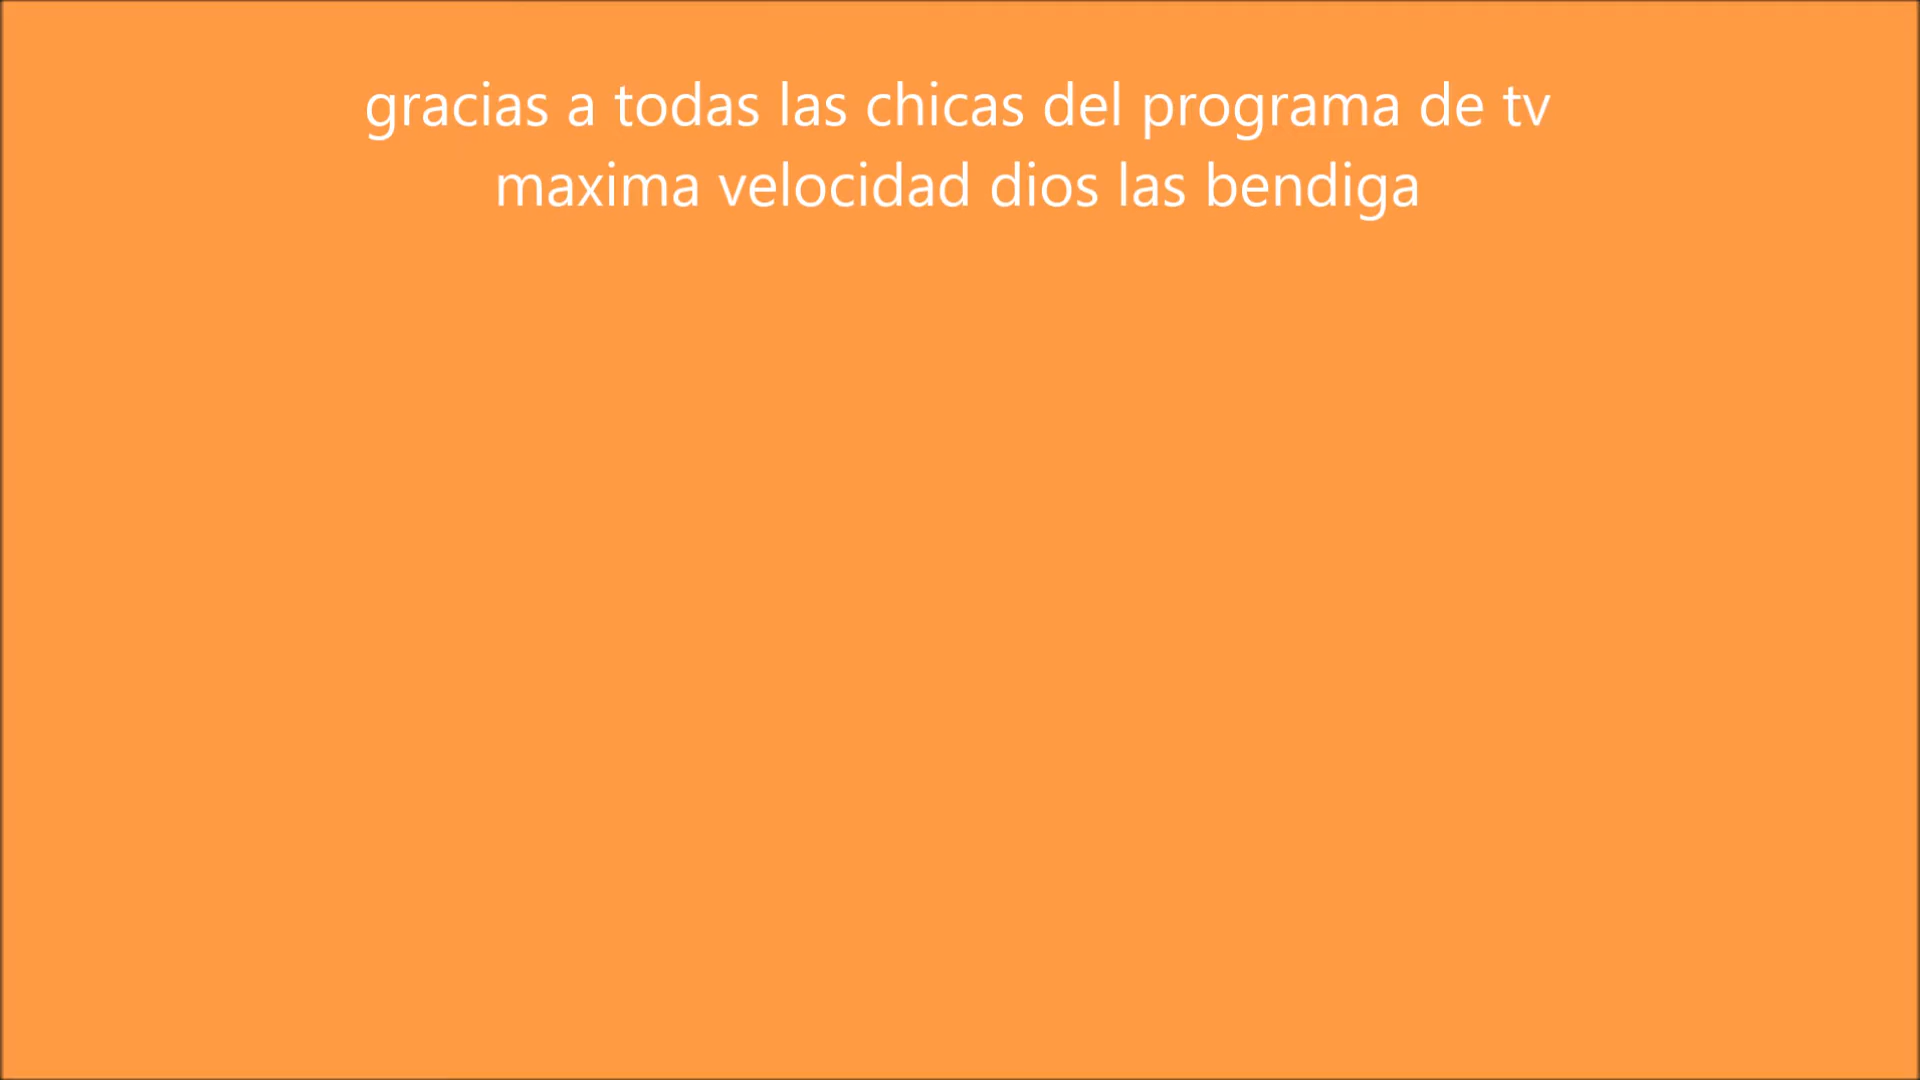 gracias a todas las chicas del programa de tv
maxima velocidad dios las bendiga